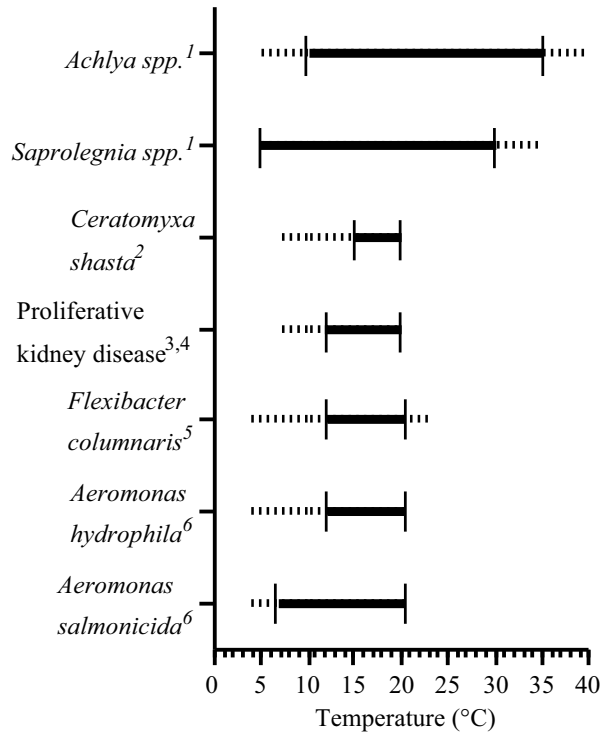 Achlya spp.1
Saprolegnia spp.1
Ceratomyxa
shasta2
Proliferative
kidney disease3,4
Flexibacter
columnaris5
Aeromonas
hydrophila6
Aeromonas
salmonicida6
0 5 10 15 20 25 30 35 40
Temperature (°C)